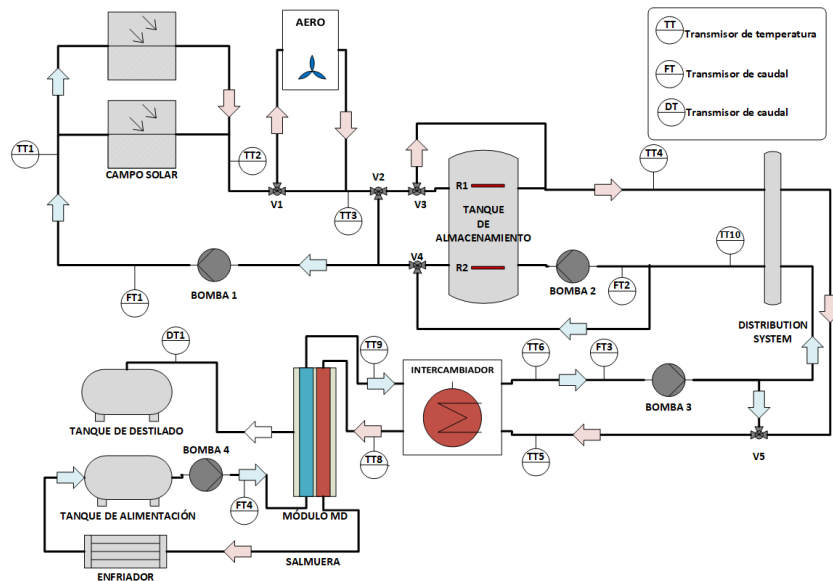 AERO
TT
Transmisor de temperatura
FT
Transmisor de caudal
DT
Transmisor de caudal
TT1
TT2
CAMPO SOLAR
V1
TT3
V2
V3
R1
TANQUE
DE
ALMACENAMIENTO
R2
V4
TT4
TT10
FT1
BOMBA 1
BOMBA 2
FT2
DISTRIBUTION
SYSTEM
DT1
TT9
INTERCAMBIADOR
TT6
FT3
BOMBA 3
TANQUE DE DESTILADO
BOMBA 4
TT8
TT5
V5
TANQUE DE ALIMENTACIÓN
FT4
MÓDULO MD
SALMUERA
ENFRIADOR